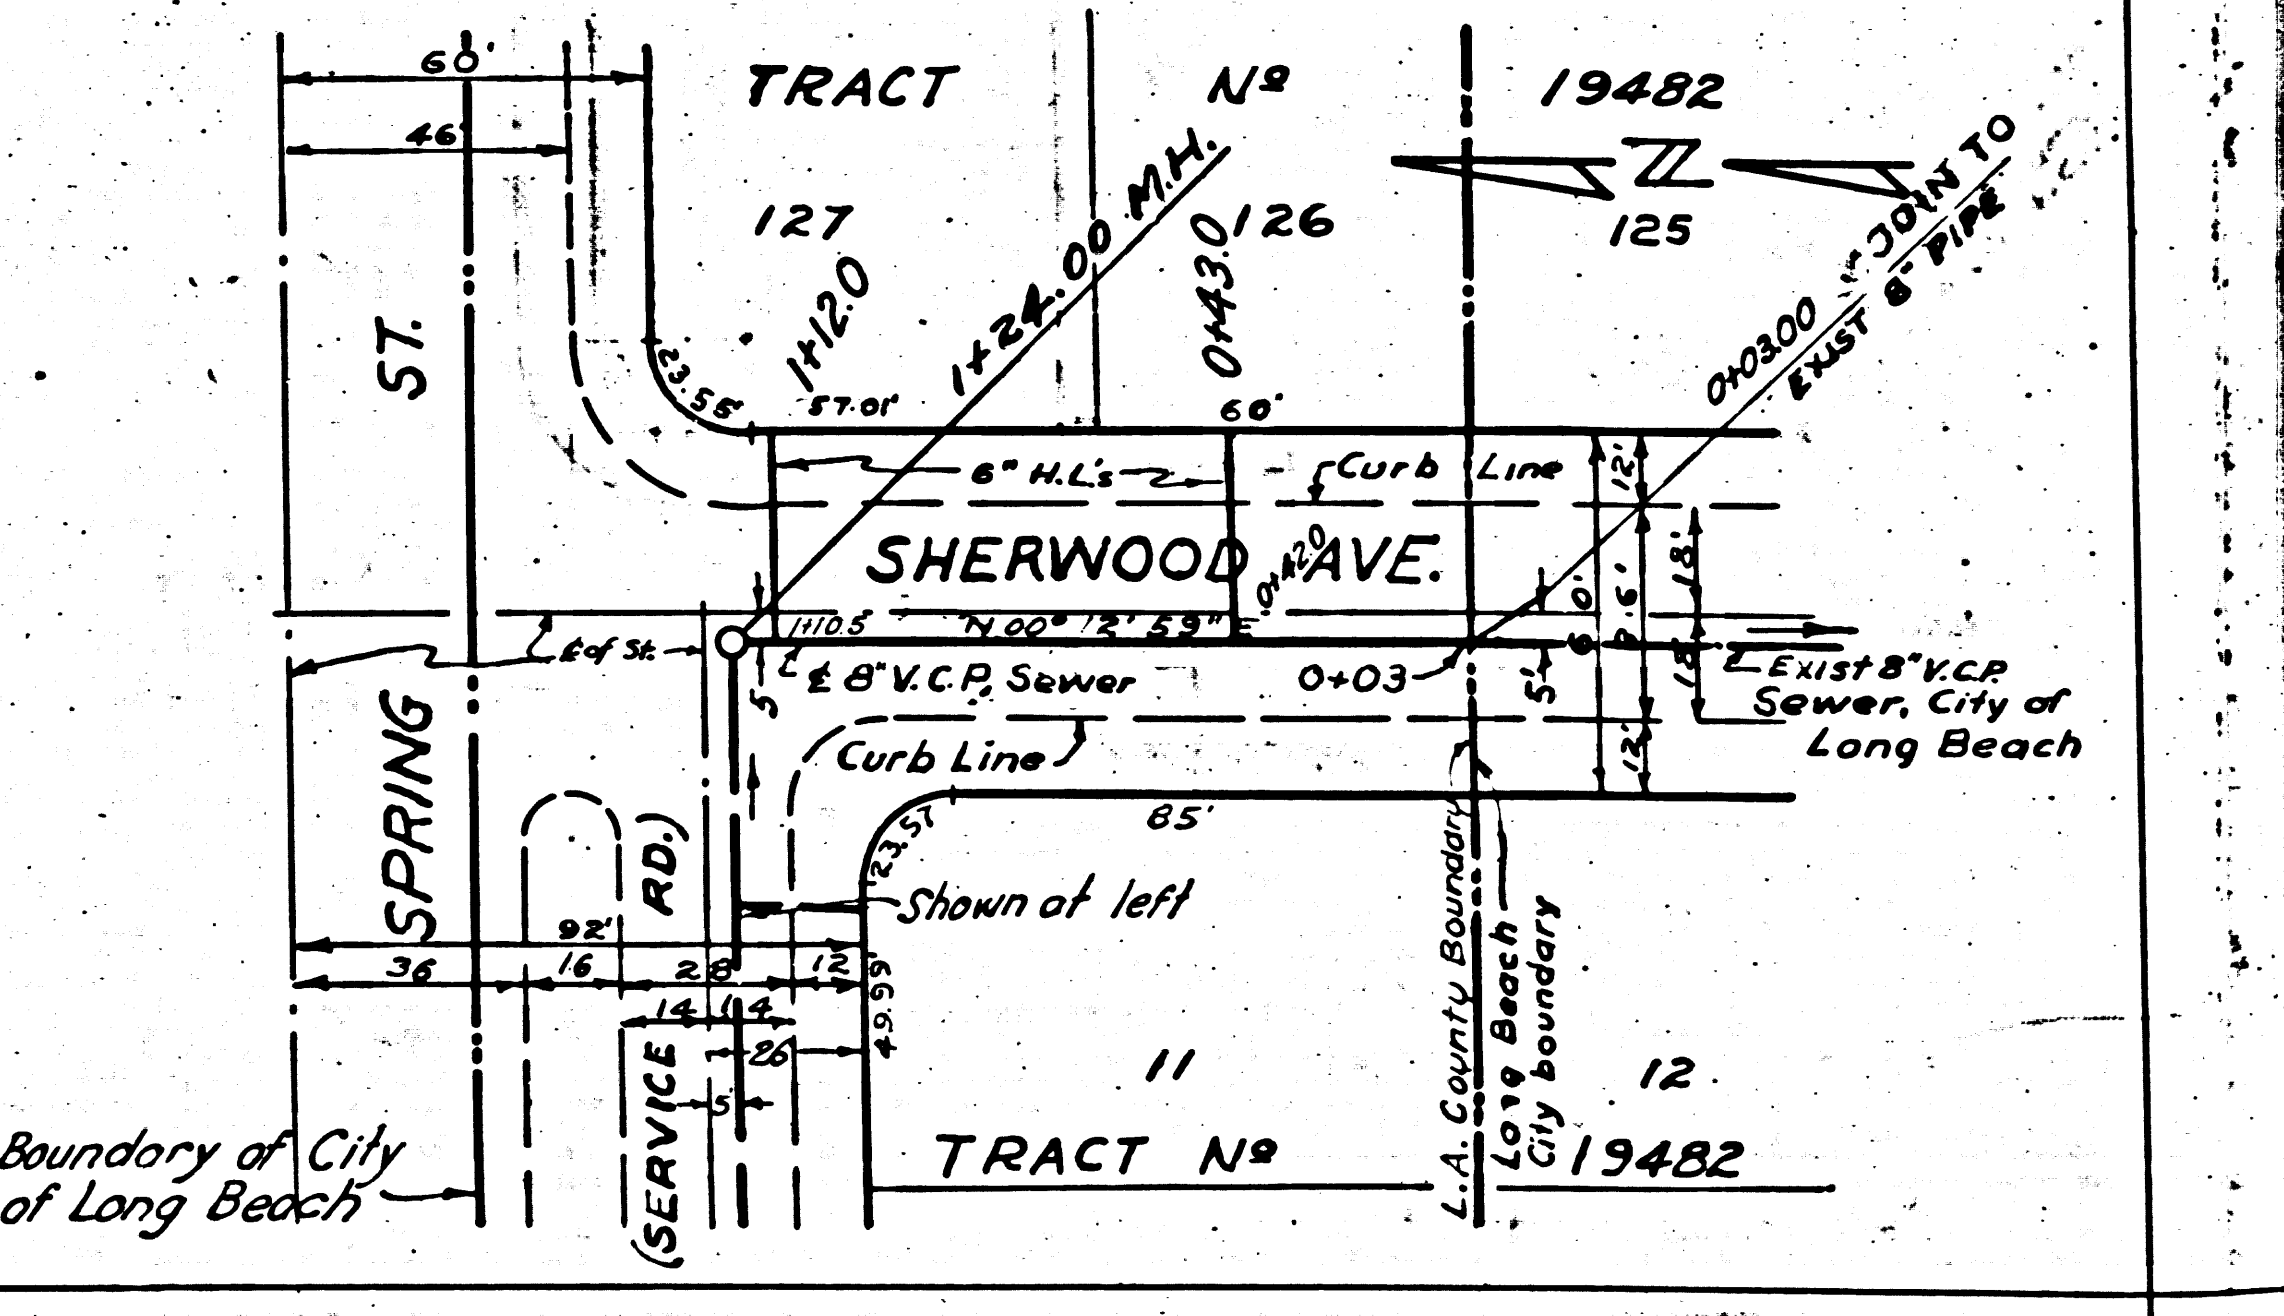 60'
TRACT Nº 19482
46'
127
126
125
1+12.0
1+24.00 M.H.
0+43.0
0+03.00 JOIN TO
EXIST 8" PIPE
ST.
23.55'
57.01'
60'
6" H.L.'s
Curb Line
12'
SHERWOOD AVE.
0+42.0
18'
60'
36'
℄ of St.
1+10.5
N 00° 12' 59" E
℄ 8" V.C.P. Sewer
5'
0+03
5'
18'
Exist 8" V.C.P.
Sewer, City of
Long Beach
SPRING
Curb Line
12'
85'
23.57
(SERVICE RD.)
Shown at left
92'
36
16
28
12
14
14
26
49.99'
5'
L.A. County Boundary
Long Beach
City boundary
11
12
Boundary of City
of Long Beach
TRACT Nº 19482